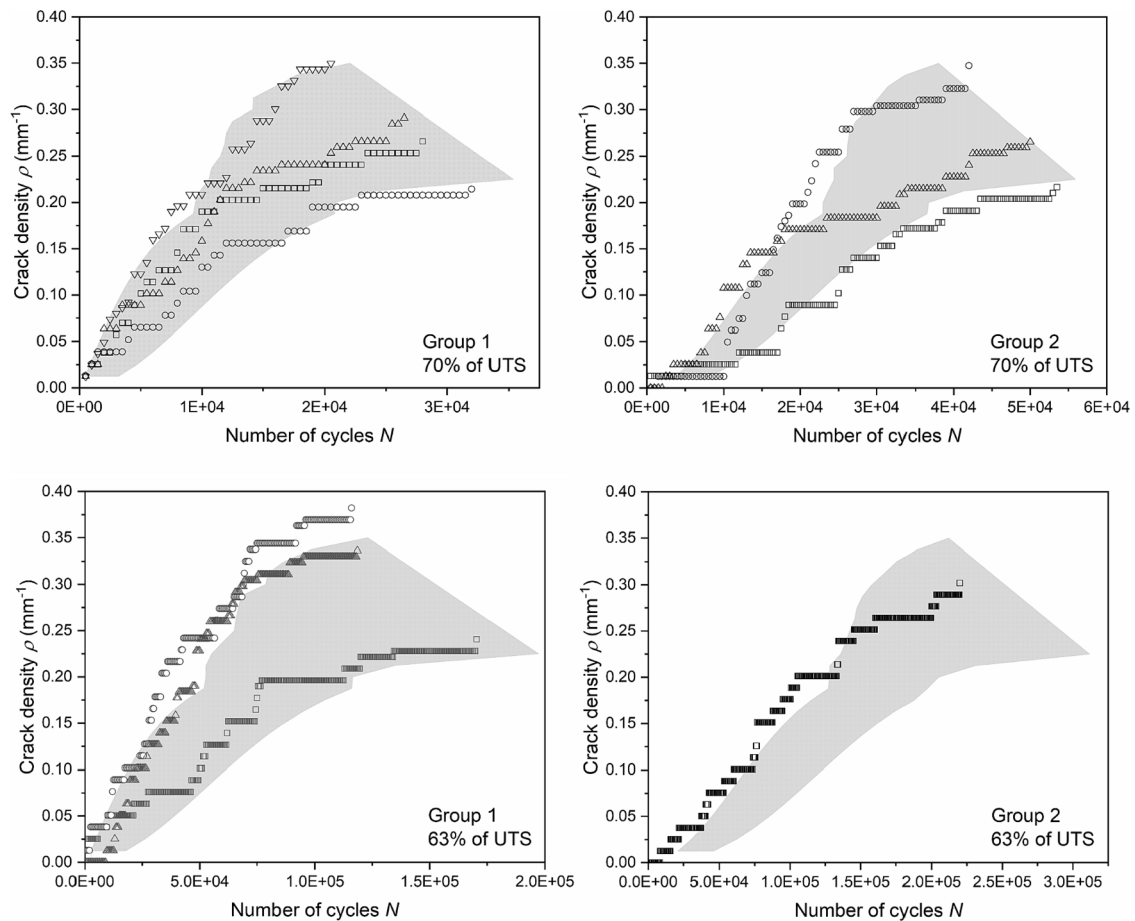 0.40
0.35
0.30
0.25
0.20
0.15
0.10
0.05
0.00
Crack density ρ (mm⁻¹)
Group 1
70% of UTS
0E+00 1E+04 2E+04 3E+04
Number of cycles N
0.40
0.35
0.30
0.25
0.20
0.15
0.10
0.05
0.00
Crack density ρ (mm⁻¹)
Group 2
70% of UTS
0E+00 1E+04 2E+04 3E+04 4E+04 5E+04 6E+04
Number of cycles N
0.40
0.35
0.30
0.25
0.20
0.15
0.10
0.05
0.00
Crack density ρ (mm⁻¹)
Group 1
63% of UTS
0.0E+00 5.0E+04 1.0E+05 1.5E+05 2.0E+05
Number of cycles N
0.40
0.35
0.30
0.25
0.20
0.15
0.10
0.05
0.00
Crack density ρ (mm⁻¹)
Group 2
63% of UTS
0.0E+00 5.0E+04 1.0E+05 1.5E+05 2.0E+05 2.5E+05 3.0E+05
Number of cycles N